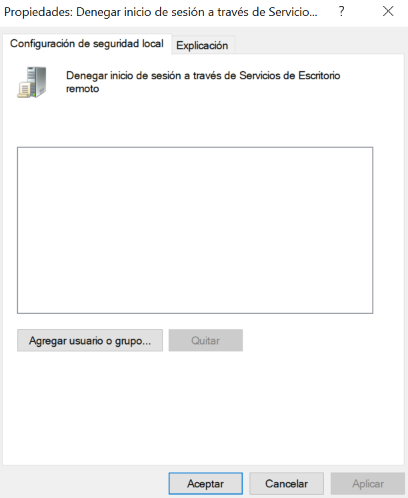 Propiedades: Denegar inicio de sesión a través de Servicio...
?
Configuración de seguridad local
Explicación
Denegar inicio de sesión a través de Servicios de Escritorio
remoto
Agregar usuario o grupo...
Quitar
Aceptar
Cancelar
Aplicar